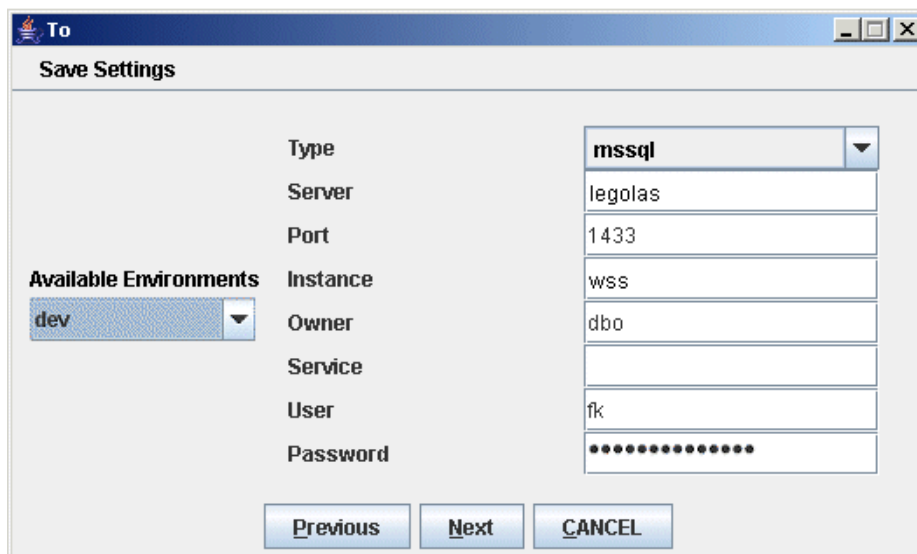 To
Save Settings
Type mssql
Server legolas
Port 1433
Available Environments
Instance wss
dev
Owner dbo
Service
User fk
Password ••••••••••••••
Previous Next CANCEL